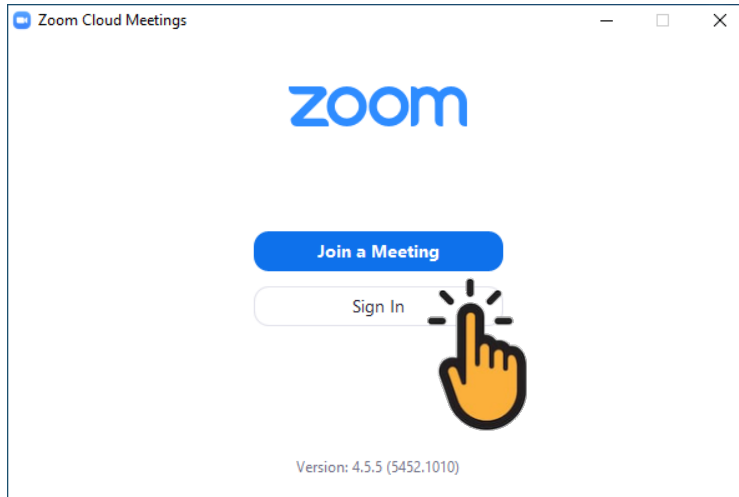 Zoom Cloud Meetings
zoom
Join a Meeting
Sign In
Version: 4.5.5 (5452.1010)